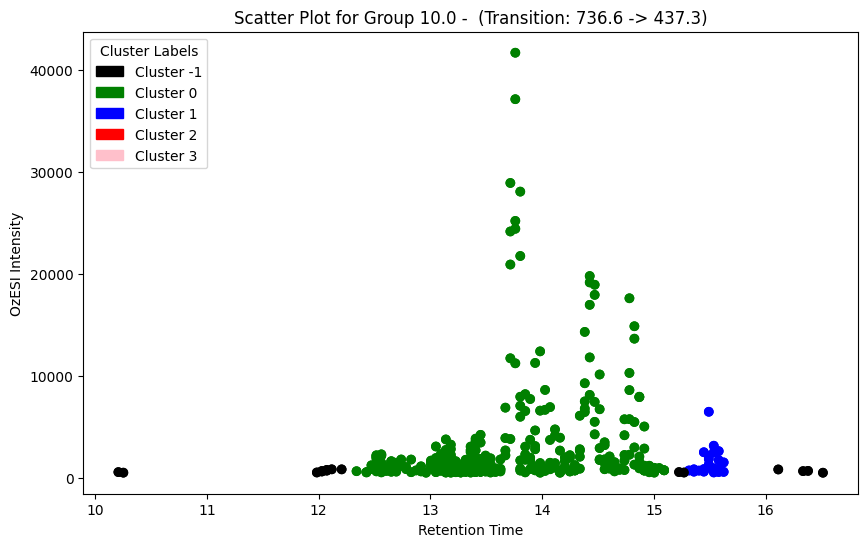 Scatter Plot for Group 10.0 -  (Transition: 736.6 -> 437.3)
Cluster Labels
Cluster -1
Cluster 0
Cluster 1
Cluster 2
Cluster 3
OzESI Intensity
40000
30000
20000
10000
0
10 11 12 13 14 15 16
Retention Time